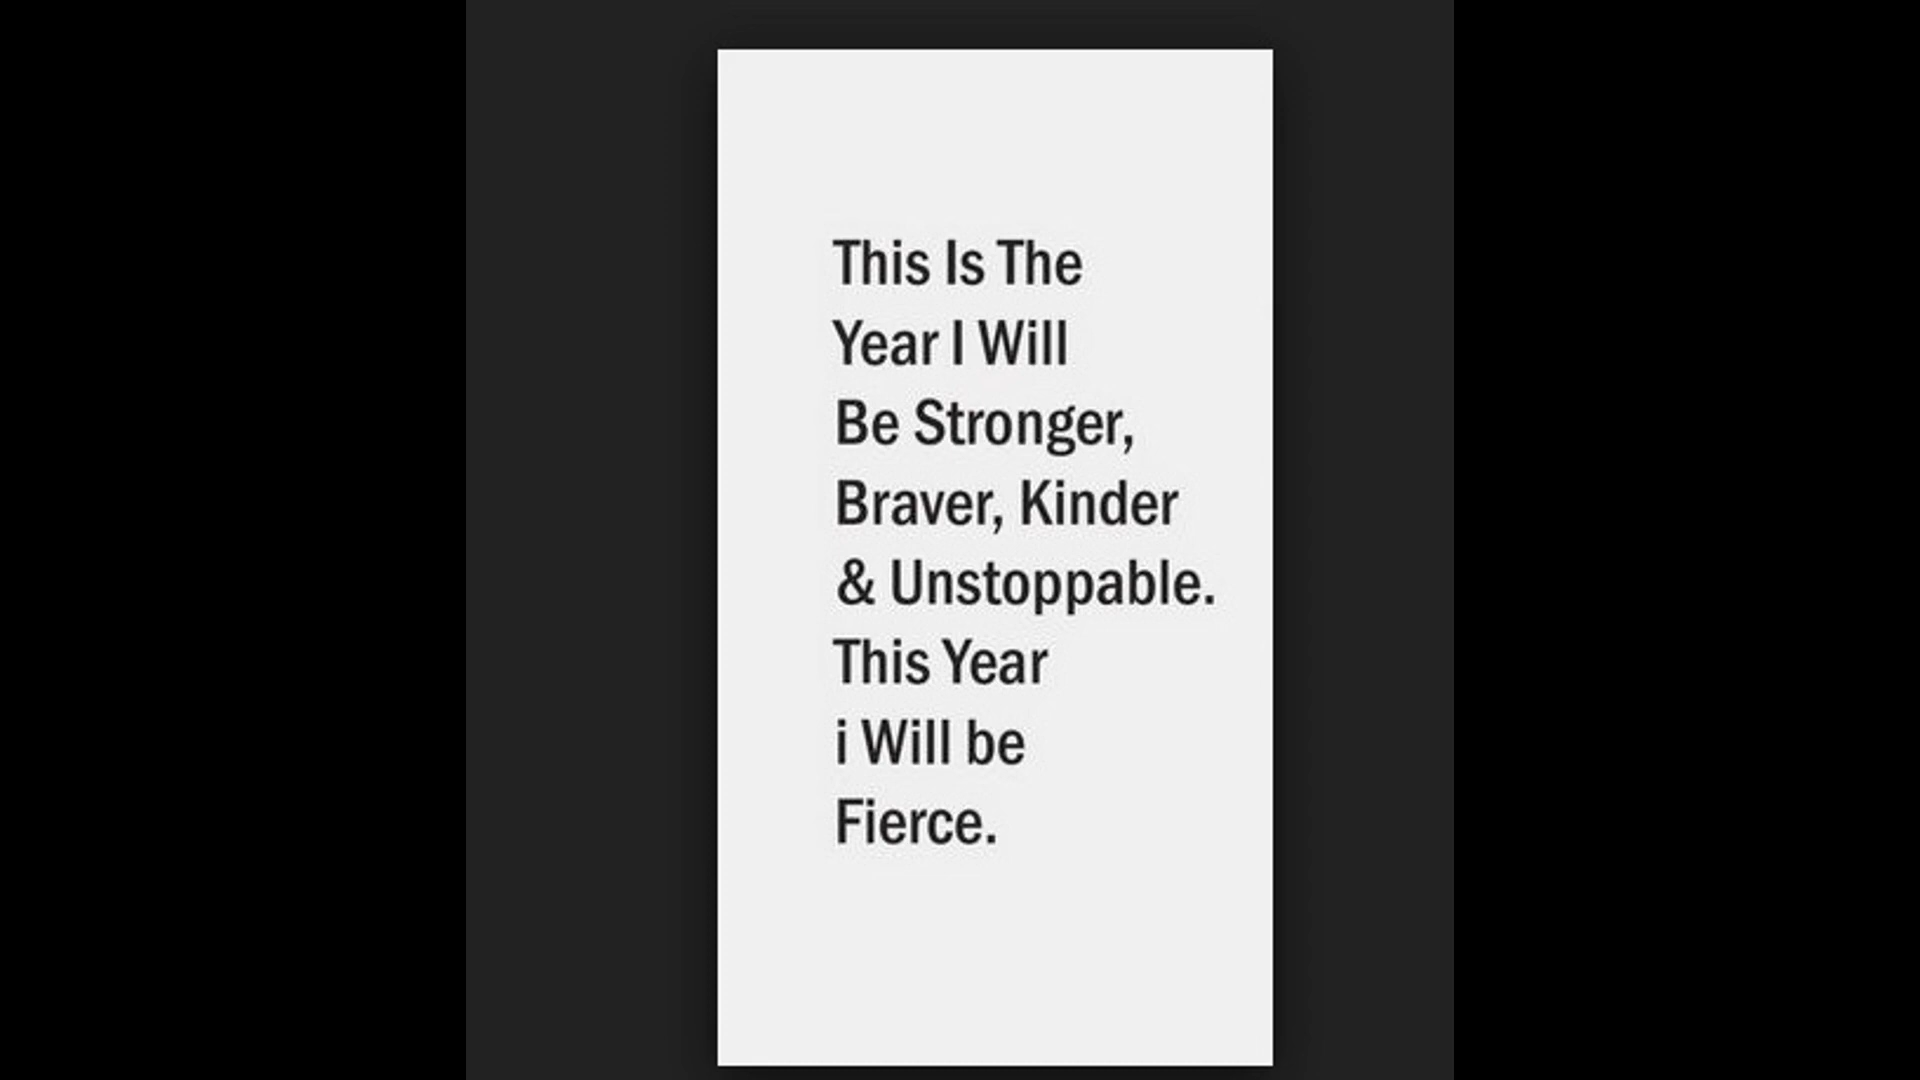 This Is The
Year I Will
Be Stronger,
Braver, Kinder
& Unstoppable.
This Year
i Will be
Fierce.